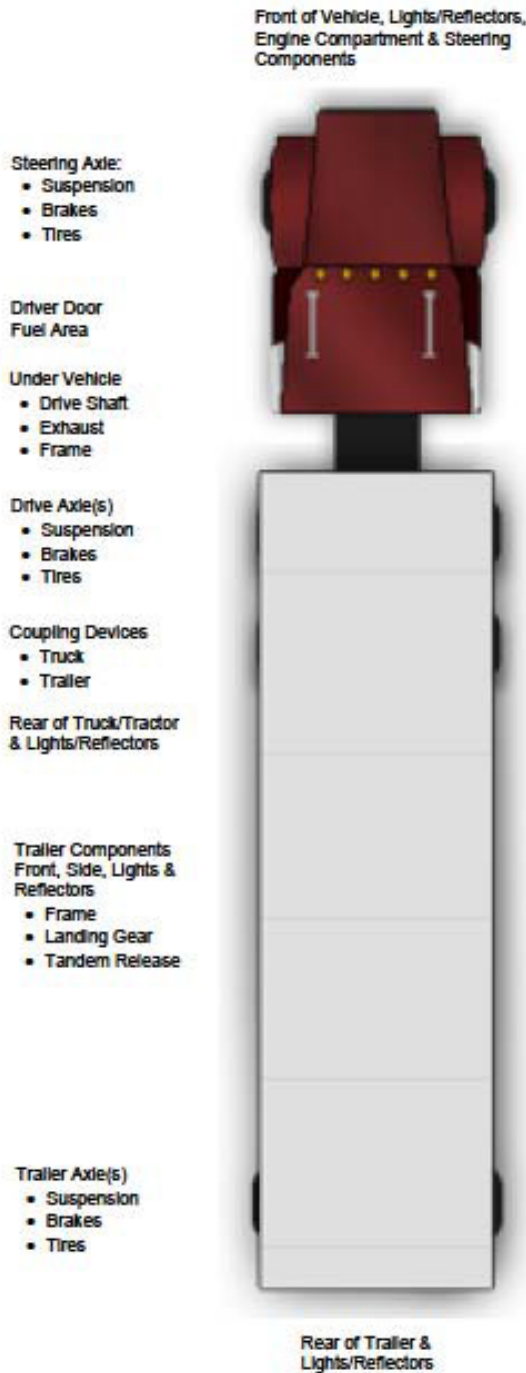 Front of Vehicle, Lights/Reflectors,
Engine Compartment & Steering
Components
Steering Axle:
• Suspension
• Brakes
• Tires
Driver Door
Fuel Area
Under Vehicle
• Drive Shaft
• Exhaust
• Frame
Drive Axle(s)
• Suspension
• Brakes
• Tires
Coupling Devices
• Truck
• Trailer
Rear of Truck/Tractor
& Lights/Reflectors
Trailer Components
Front, Side, Lights &
Reflectors
• Frame
• Landing Gear
• Tandem Release
Trailer Axle(s)
• Suspension
• Brakes
• Tires
Rear of Trailer &
Lights/Reflectors